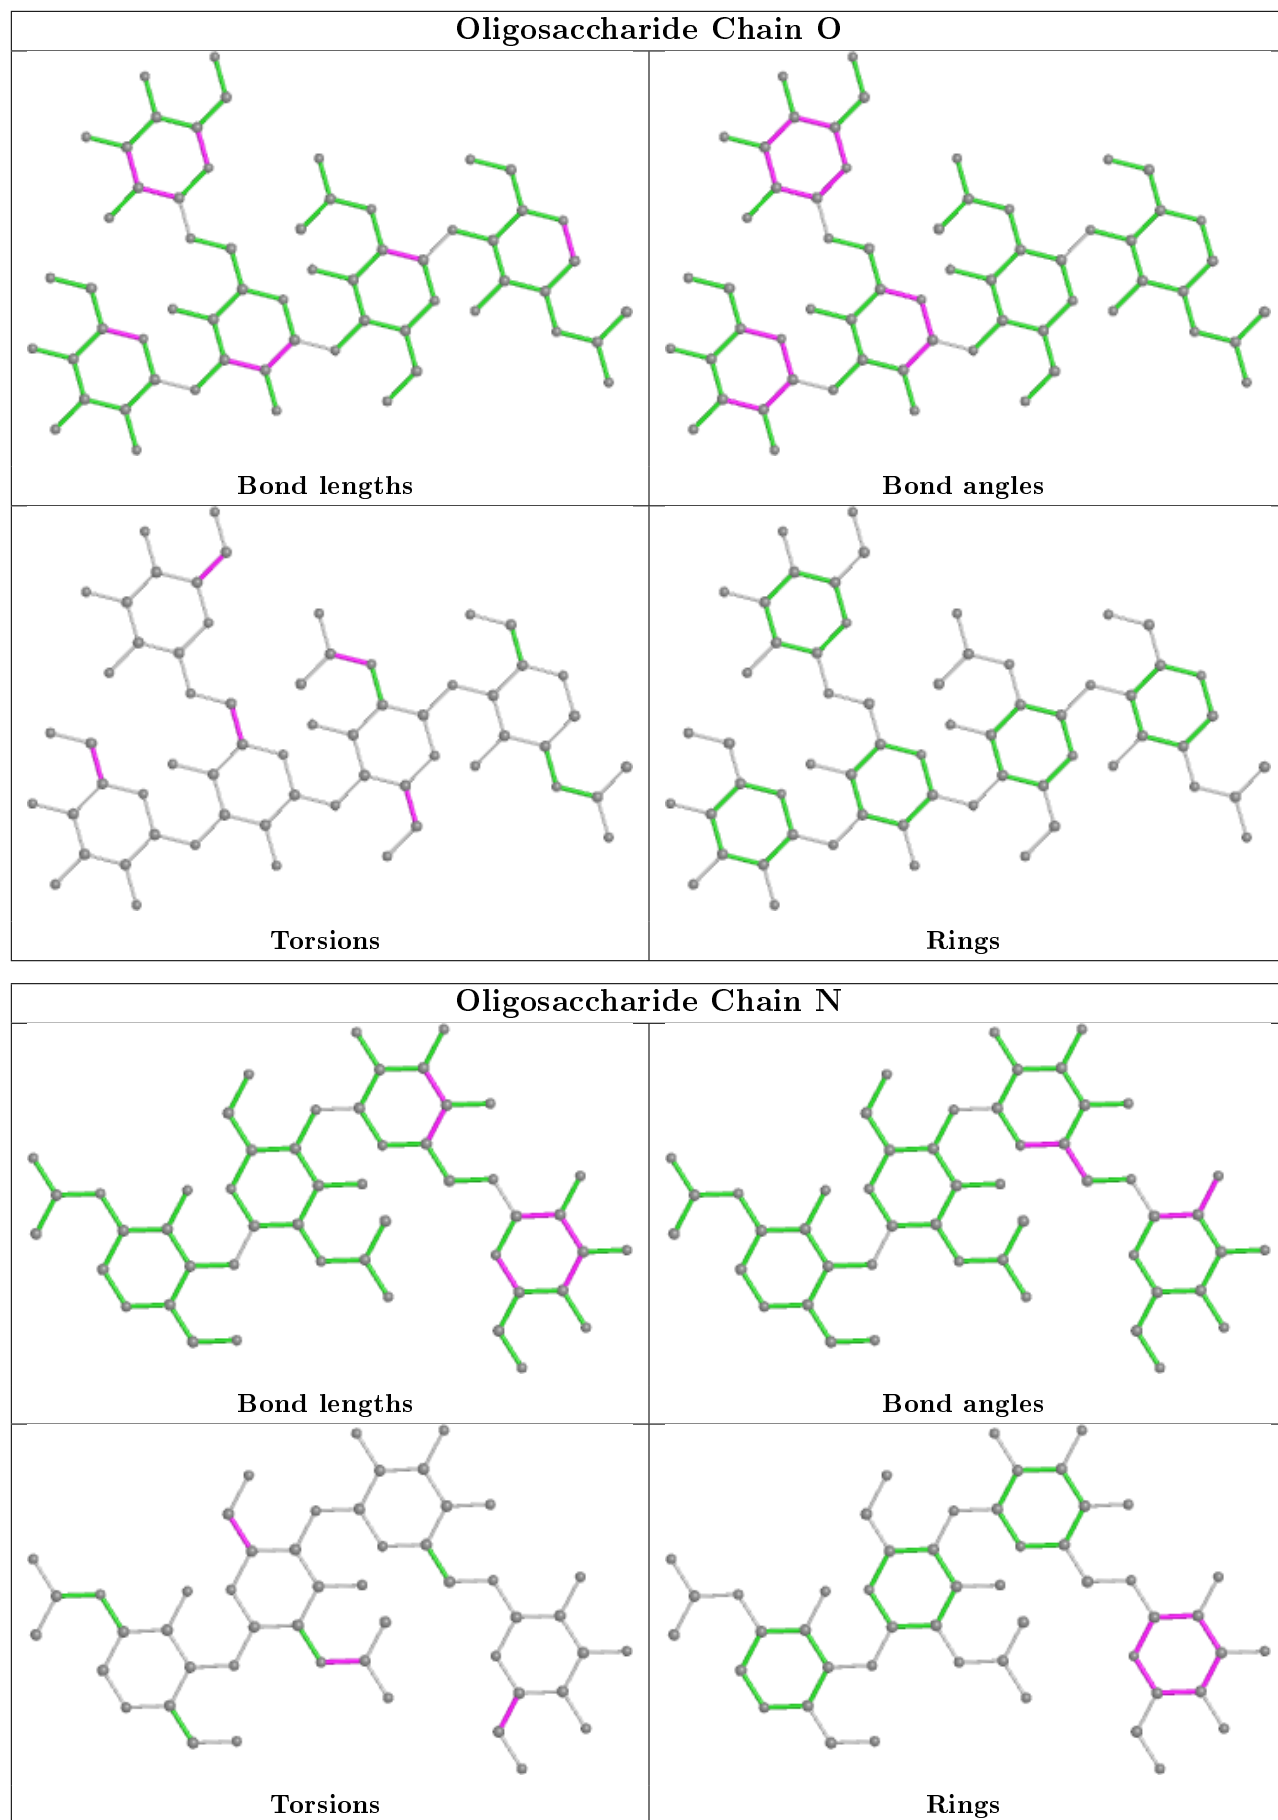 Oligosaccharide Chain O
Bond lengths
Bond angles
Torsions
Rings
Oligosaccharide Chain N
Bond lengths
Bond angles
Torsions
Rings